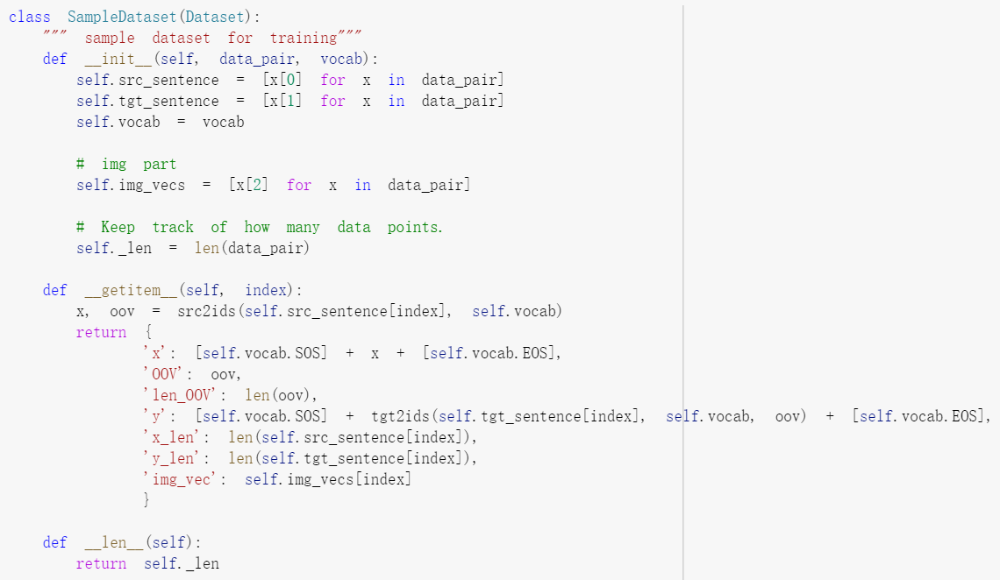 class SampleDataset(Dataset):
    """ sample dataset for training"""
    def __init__(self, data_pair, vocab):
        self.src_sentence = [x[0] for x in data_pair]
        self.tgt_sentence = [x[1] for x in data_pair]
        self.vocab = vocab

        # img part
        self.img_vecs = [x[2] for x in data_pair]

        # Keep track of how many data points.
        self._len = len(data_pair)

    def __getitem__(self, index):
        x, oov = src2ids(self.src_sentence[index], self.vocab)
        return {
                'x': [self.vocab.SOS] + x + [self.vocab.EOS],
                'OOV': oov,
                'len_OOV': len(oov),
                'y': [self.vocab.SOS] + tgt2ids(self.tgt_sentence[index], self.vocab, oov) + [self.vocab.EOS],
                'x_len': len(self.src_sentence[index]),
                'y_len': len(self.tgt_sentence[index]),
                'img_vec': self.img_vecs[index]
                }

    def __len__(self):
        return self._len